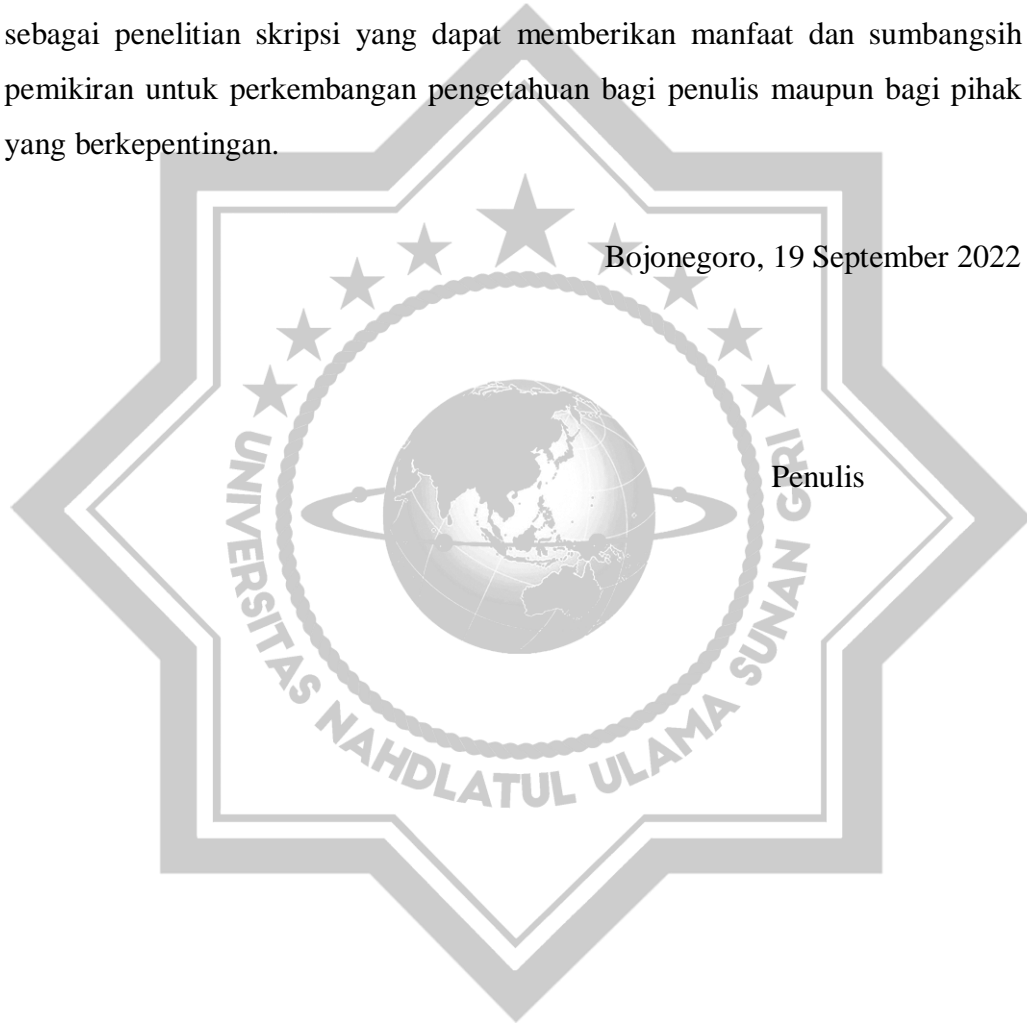 sebagai penelitian skripsi yang dapat memberikan manfaat dan sumbangsih
pemikiran untuk perkembangan pengetahuan bagi penulis maupun bagi pihak
yang berkepentingan.
Bojonegoro, 19 September 2022
Penulis
UNIVERSITAS NAHDLATUL ULAMA SUNAN GIRI